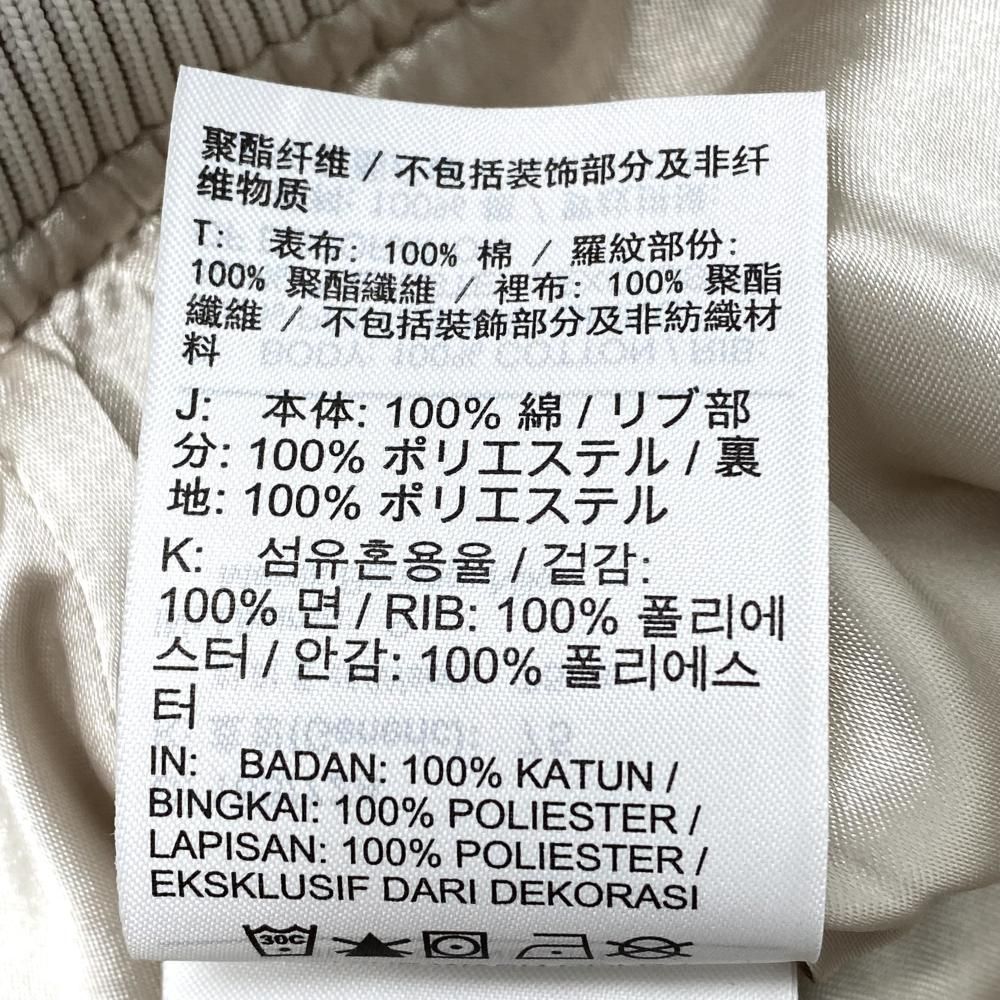 聚酯纤维 / 不包括装饰部分及非纤
维物质
T: 表布: 100% 棉 / 羅紋部份:
100% 聚酯纖維 / 裡布: 100% 聚酯
纖維 / 不包括裝飾部分及非紡織材
料
J: 本体: 100% 綿 / リブ部
分: 100% ポリエステル / 裏
地: 100% ポリエステル
K: 섬유혼용율 / 겉감:
100% 면 / RIB: 100% 폴리에
스터 / 안감: 100% 폴리에스
터
IN: BADAN: 100% KATUN /
BINGKAI: 100% POLIESTER /
LAPISAN: 100% POLIESTER /
EKSKLUSIF DARI DEKORASI
30C